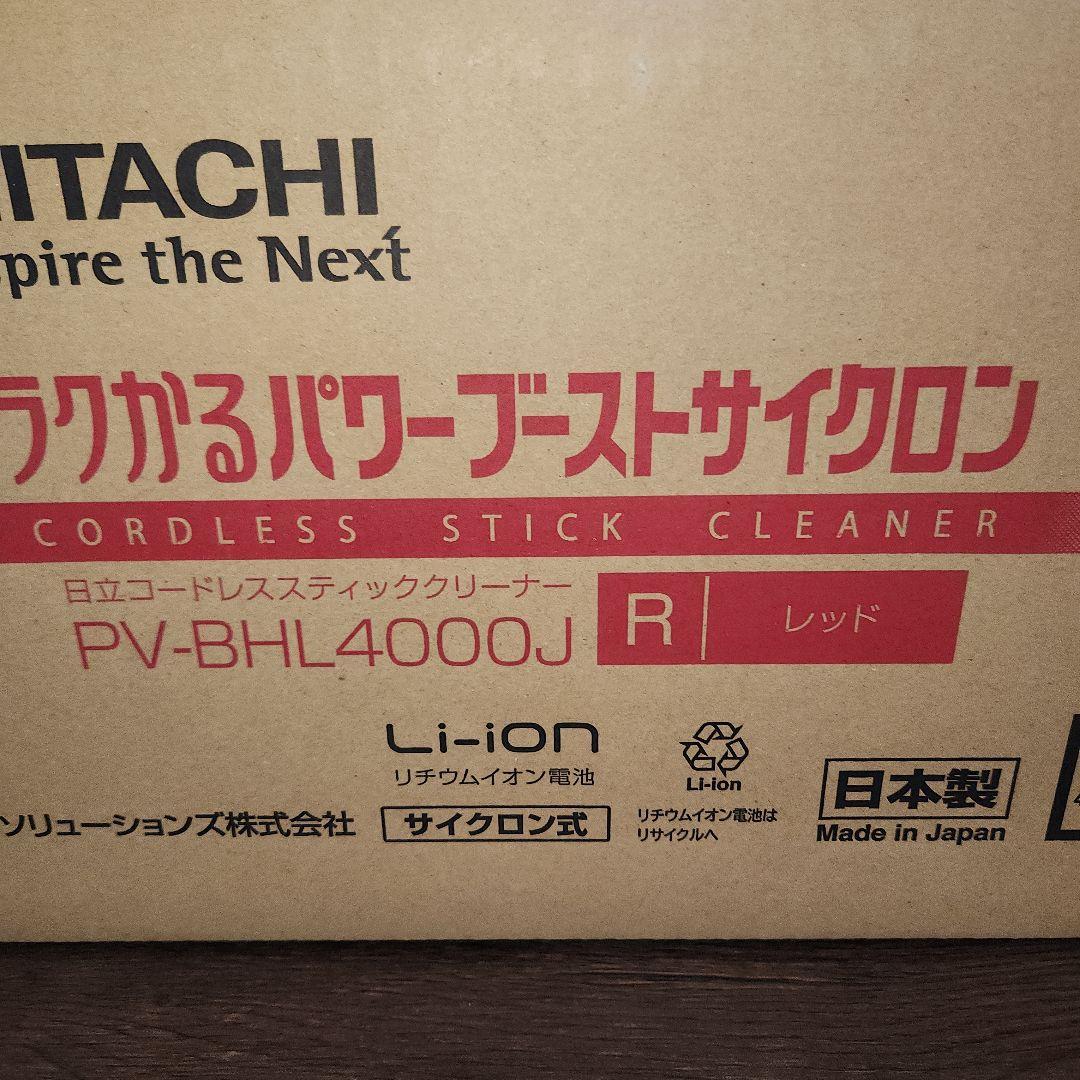 HITACHI
spire the Next
ラクかるパワーブーストサイクロン
CORDLESS STICK CLEANER
日立コードレススティッククリーナー
PV-BHL4000J R レッド
Li-ion
リチウムイオン電池
Li-ion
リチウムイオン電池は
リサイクルへ
日本製
Made in Japan
ソリューションズ株式会社
サイクロン式